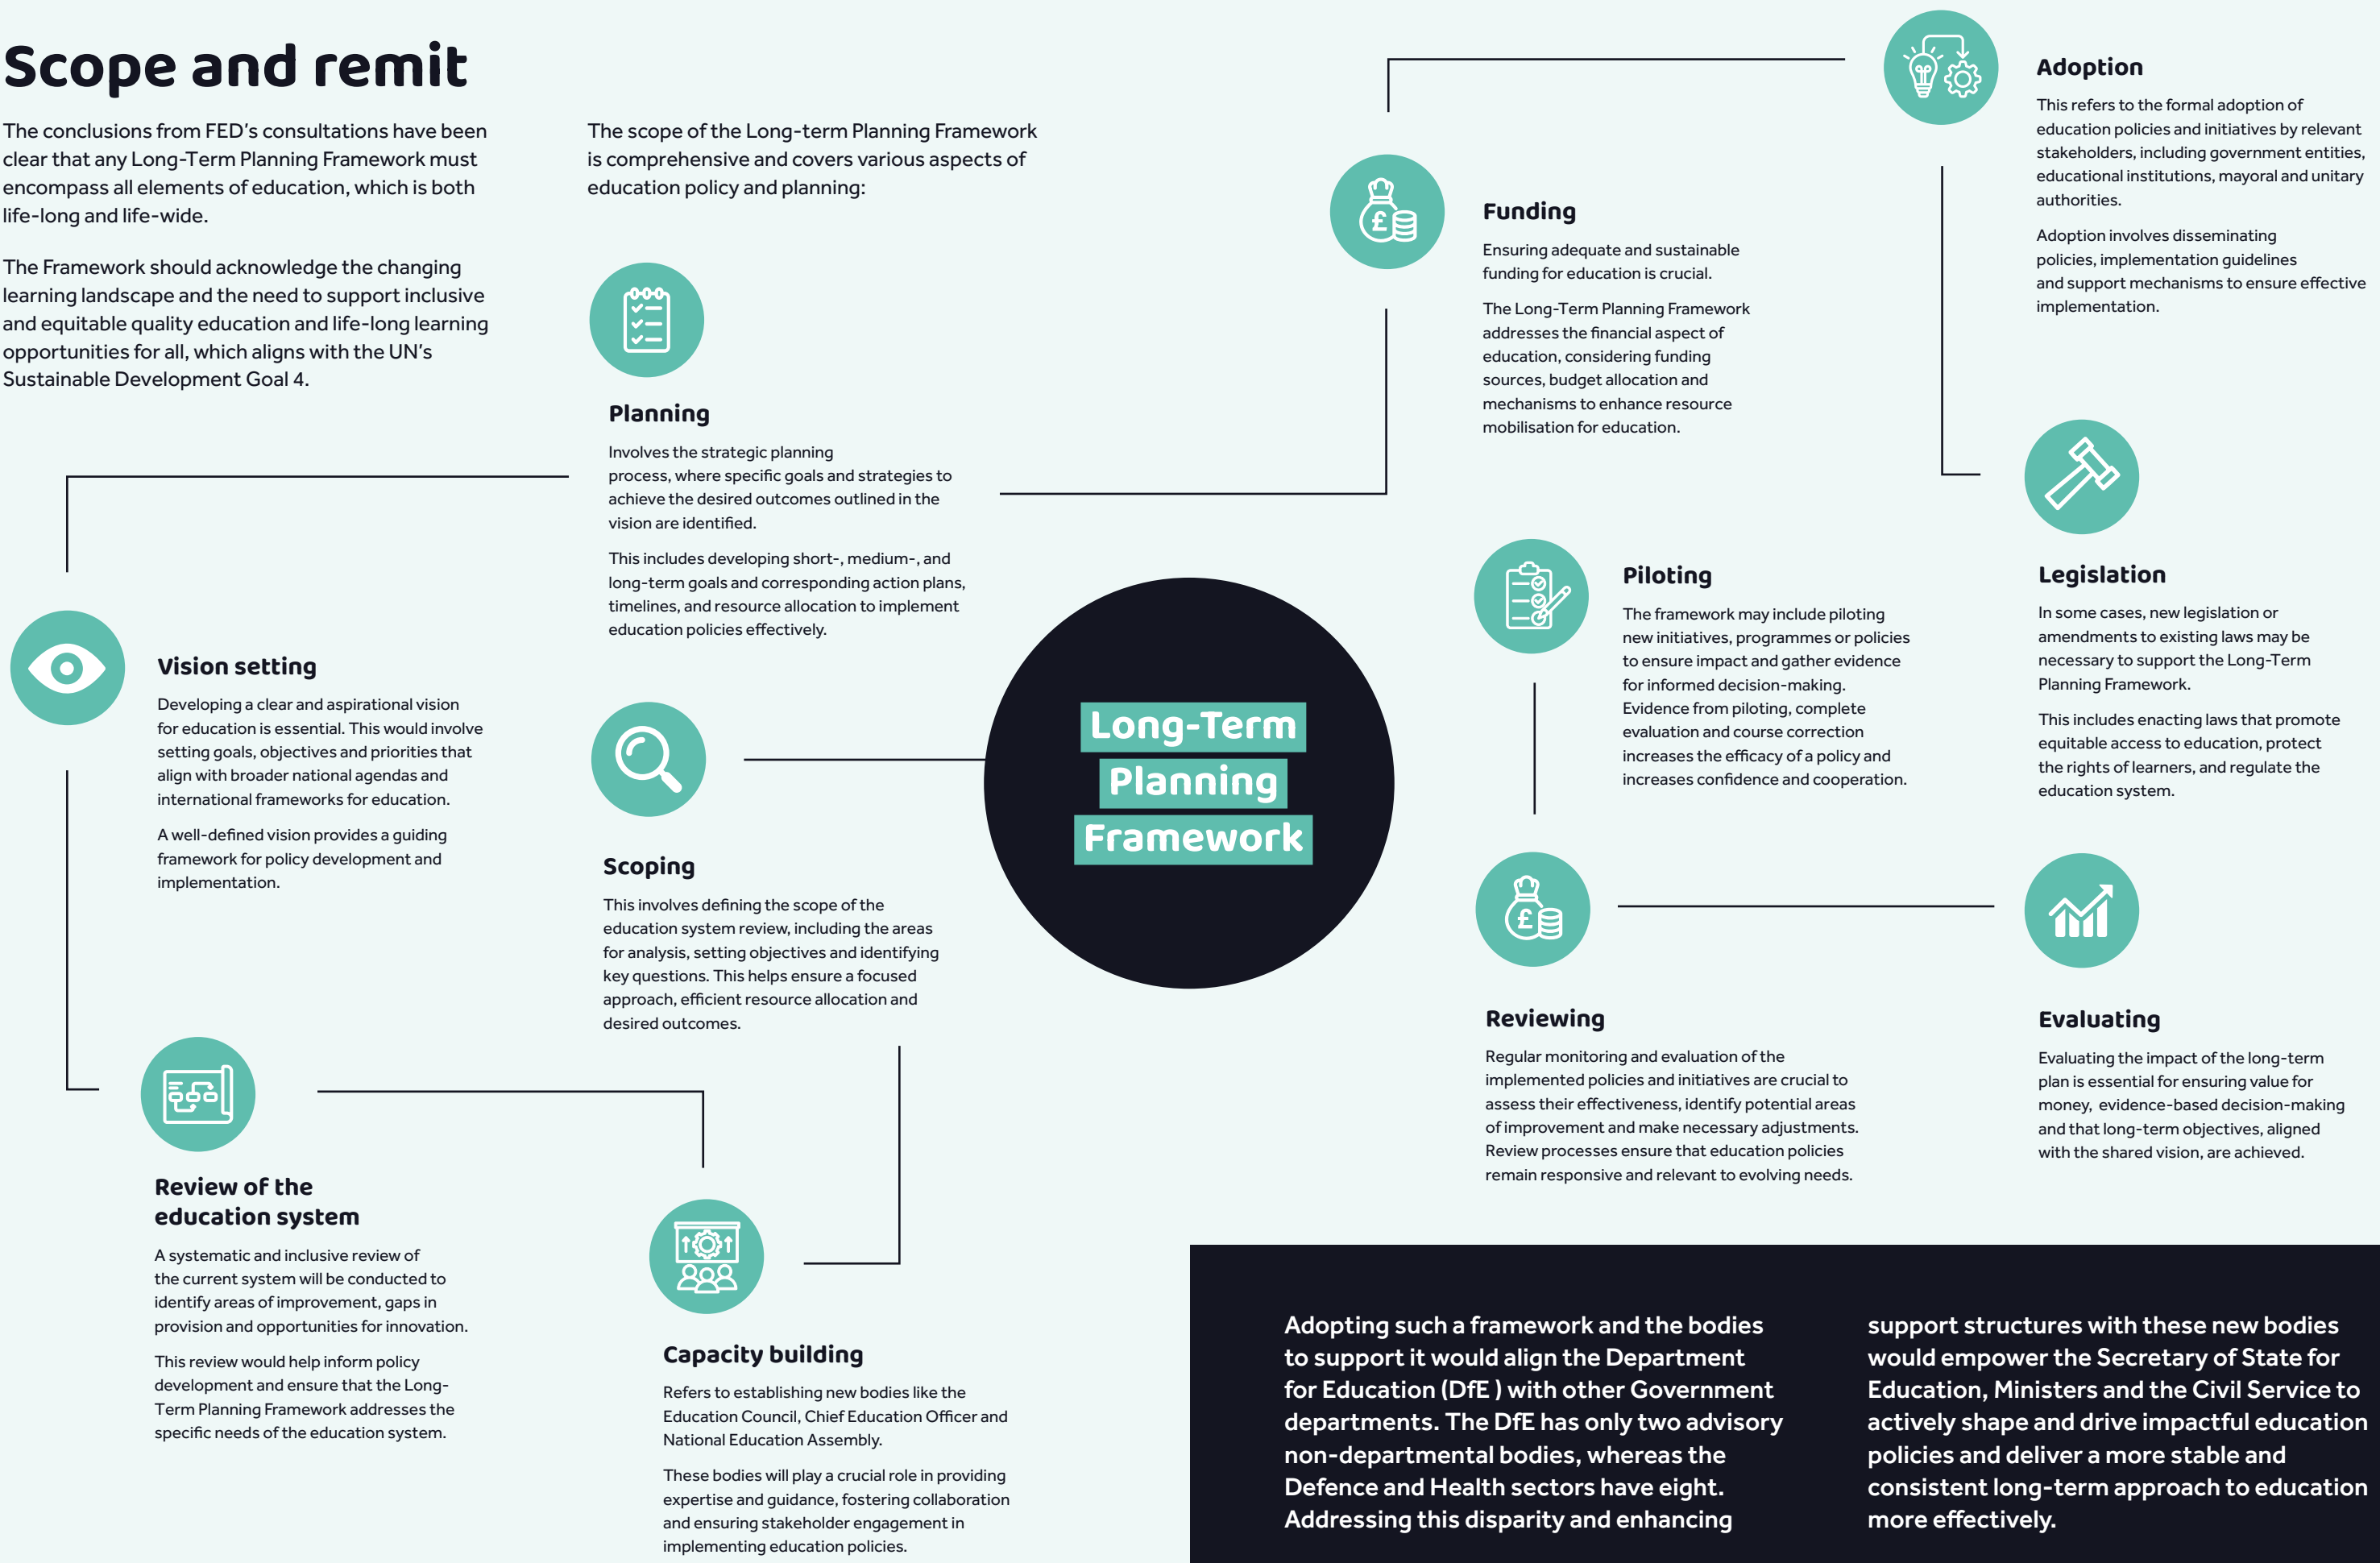 Scope and remit
The conclusions from FED's consultations have been
clear that any Long-Term Planning Framework must
encompass all elements of education, which is both
life-long and life-wide.
The Framework should acknowledge the changing
learning landscape and the need to support inclusive
and equitable quality education and life-long learning
opportunities for all, which aligns with the UN's
Sustainable Development Goal 4.
The scope of the Long-term Planning Framework
is comprehensive and covers various aspects of
education policy and planning:
Planning
Involves the strategic planning
process, where specific goals and strategies to
achieve the desired outcomes outlined in the
vision are identified.
This includes developing short-, medium-, and
long-term goals and corresponding action plans,
timelines, and resource allocation to implement
education policies effectively.
Vision setting
Developing a clear and aspirational vision
for education is essential. This would involve
setting goals, objectives and priorities that
align with broader national agendas and
international frameworks for education.
A well-defined vision provides a guiding
framework for policy development and
implementation.
Scoping
This involves defining the scope of the
education system review, including the areas
for analysis, setting objectives and identifying
key questions. This helps ensure a focused
approach, efficient resource allocation and
desired outcomes.
Review of the
education system
A systematic and inclusive review of
the current system will be conducted to
identify areas of improvement, gaps in
provision and opportunities for innovation.
This review would help inform policy
development and ensure that the Long-
Term Planning Framework addresses the
specific needs of the education system.
Capacity building
Refers to establishing new bodies like the
Education Council, Chief Education Officer and
National Education Assembly.
These bodies will play a crucial role in providing
expertise and guidance, fostering collaboration
and ensuring stakeholder engagement in
implementing education policies.
Long-Term
Planning
Framework
£
Funding
Ensuring adequate and sustainable
funding for education is crucial.
The Long-Term Planning Framework
addresses the financial aspect of
education, considering funding
sources, budget allocation and
mechanisms to enhance resource
mobilisation for education.
Adoption
This refers to the formal adoption of
education policies and initiatives by relevant
stakeholders, including government entities,
educational institutions, mayoral and unitary
authorities.
Adoption involves disseminating
policies, implementation guidelines
and support mechanisms to ensure effective
implementation.
Piloting
The framework may include piloting
new initiatives, programmes or policies
to ensure impact and gather evidence
for informed decision-making.
Evidence from piloting, complete
evaluation and course correction
increases the efficacy of a policy and
increases confidence and cooperation.
Legislation
In some cases, new legislation or
amendments to existing laws may be
necessary to support the Long-Term
Planning Framework.
This includes enacting laws that promote
equitable access to education, protect
the rights of learners, and regulate the
education system.
£
Reviewing
Regular monitoring and evaluation of the
implemented policies and initiatives are crucial to
assess their effectiveness, identify potential areas
of improvement and make necessary adjustments.
Review processes ensure that education policies
remain responsive and relevant to evolving needs.
Evaluating
Evaluating the impact of the long-term
plan is essential for ensuring value for
money, evidence-based decision-making
and that long-term objectives, aligned
with the shared vision, are achieved.
Adopting such a framework and the bodies
to support it would align the Department
for Education (DfE ) with other Government
departments. The DfE has only two advisory
non-departmental bodies, whereas the
Defence and Health sectors have eight.
Addressing this disparity and enhancing
support structures with these new bodies
would empower the Secretary of State for
Education, Ministers and the Civil Service to
actively shape and drive impactful education
policies and deliver a more stable and
consistent long-term approach to education
more effectively.